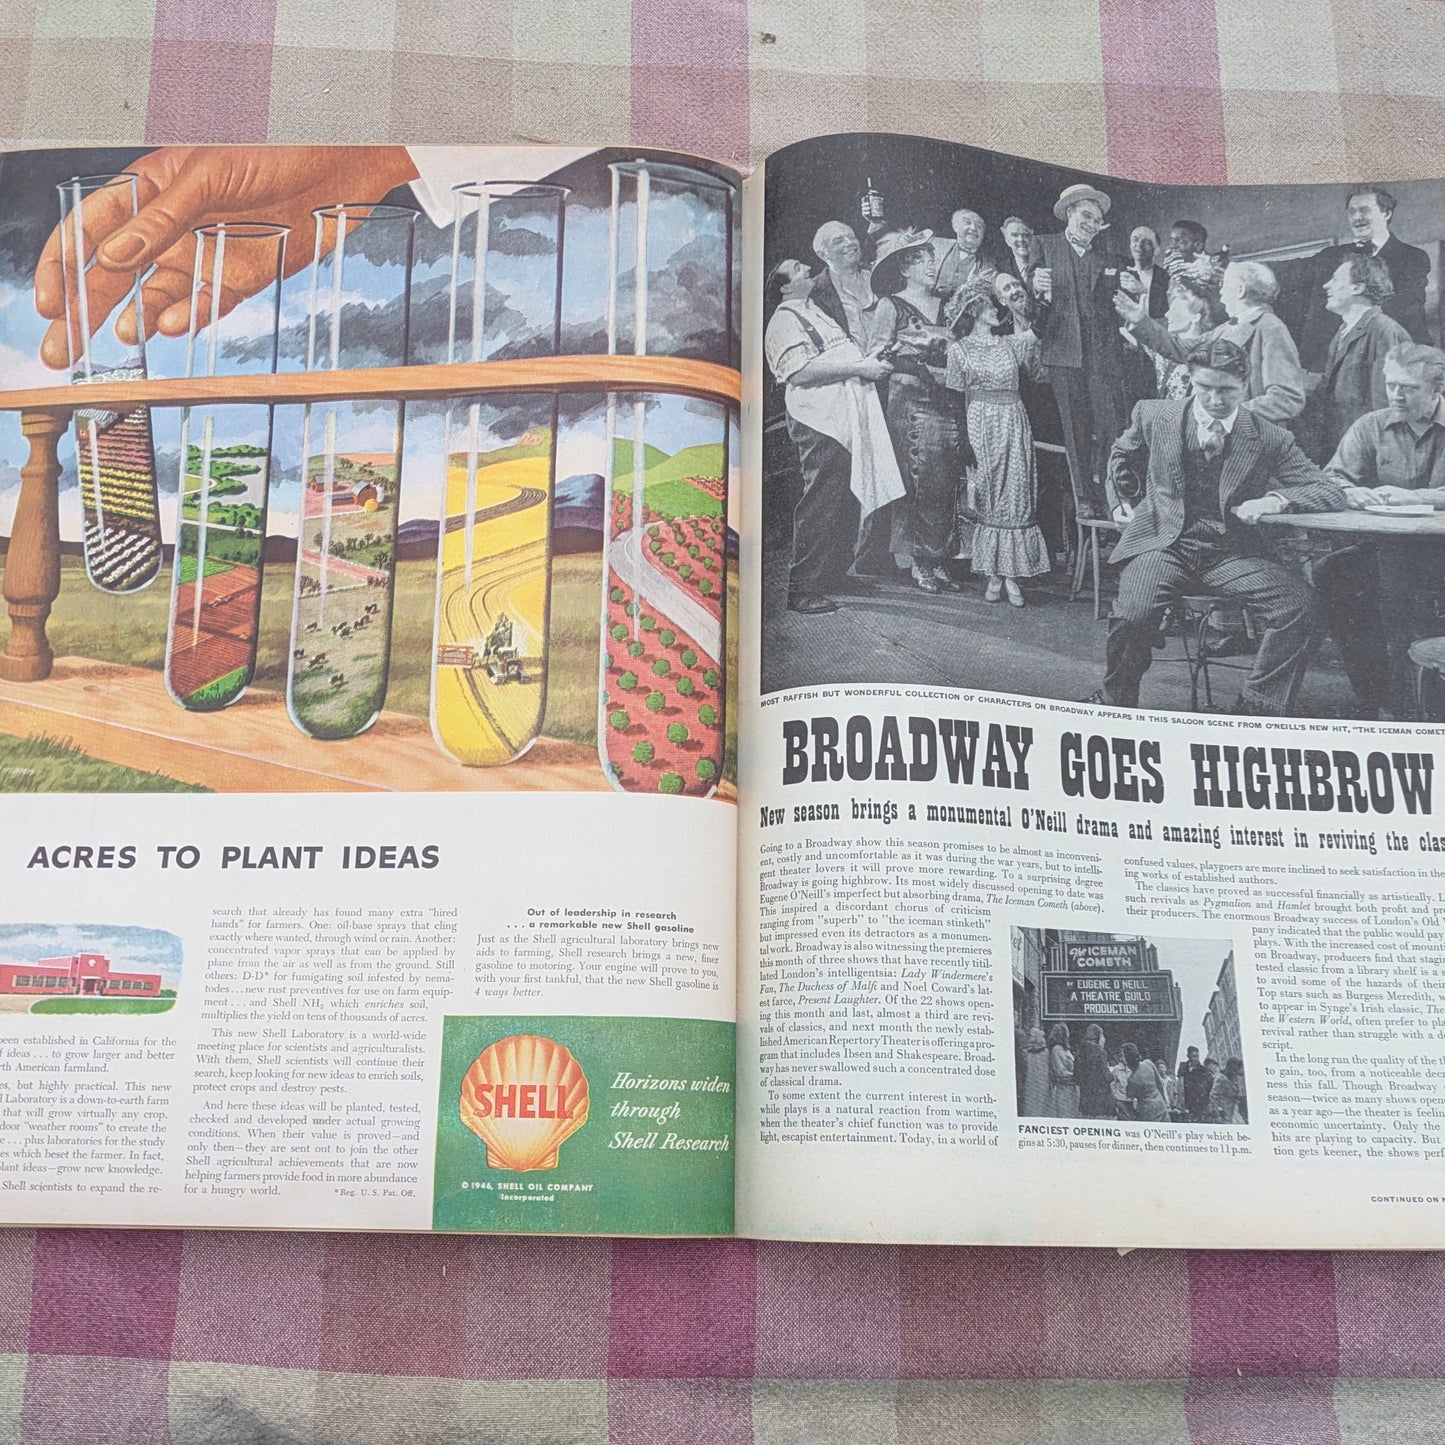 ACRES TO PLANT IDEAS
been established in California for the
ideas . . . to grow larger and better
American farmland.
es, but highly practical. This new
Laboratory is a down-to-earth farm
that will grow virtually any crop.
door "weather rooms" to create the
. . . plus laboratories for the study
es which beset the farmer. In fact,
plant ideas—grow new knowledge.
Shell scientists to expand the re-
search that already has found many extra "hired
hands" for farmers. One: oil-base sprays that cling
exactly where wanted, through wind or rain. Another:
concentrated vapor sprays that can be applied by
plane from the air as well as from the ground. Still
others: D-D* for fumigating soil infested by nema-
todes . . . new rust preventives for use on farm equip-
ment . . . and Shell NH3 which enriches soil,
multiplies the yield on tens of thousands of acres.
This new Shell Laboratory is a world-wide
meeting place for scientists and agriculturalists.
With them, Shell scientists will continue their
search, keep looking for new ideas to enrich soils,
protect crops and destroy pests.
And here these ideas will be planted, tested,
checked and developed under actual growing
conditions. When their value is proved—and
only then—they are sent out to join the other
Shell agricultural achievements that are now
helping farmers provide food in more abundance
for a hungry world.
*Reg. U. S. Pat. Off.
Out of leadership in research
. . . a remarkable new Shell gasoline
Just as the Shell agricultural laboratory brings new
aids to farming, Shell research brings a new, finer
gasoline to motoring. Your engine will prove to you,
with your first tankful, that the new Shell gasoline is
4 ways better.
SHELL
Horizons widen
through
Shell Research
© 1946, SHELL OIL COMPANY
Incorporated
MOST RAFFISH BUT WONDERFUL COLLECTION OF CHARACTERS ON BROADWAY APPEARS IN THIS SALOON SCENE FROM O'NEILL'S NEW HIT, "THE ICEMAN COMET
BROADWAY GOES HIGHBROW
New season brings a monumental O'Neill drama and amazing interest in reviving the clas
Going to a Broadway show this season promises to be almost as inconveni-
ent, costly and uncomfortable as it was during the war years, but to intelli-
gent theater lovers it will prove more rewarding. To a surprising degree
Broadway is going highbrow. Its most widely discussed opening to date was
Eugene O'Neill's imperfect but absorbing drama, The Iceman Cometh (above).
This inspired a discordant chorus of criticism
ranging from "superb" to "the iceman stinketh"
but impressed even its detractors as a monumen-
tal work. Broadway is also witnessing the premieres
this month of three shows that have recently titil-
lated London's intelligentsia: Lady Windermere's
Fan, The Duchess of Malfi and Noel Coward's lat-
est farce, Present Laughter. Of the 22 shows open-
ing this month and last, almost a third are revi-
vals of classics, and next month the newly estab-
lished American Repertory Theater is offering a pro-
gram that includes Ibsen and Shakespeare. Broad-
way has never swallowed such a concentrated dose
of classical drama.
To some extent the current interest in worth-
while plays is a natural reaction from wartime,
when the theater's chief function was to provide
light, escapist entertainment. Today, in a world of
confused values, playgoers are more inclined to seek satisfaction in the
ing works of established authors.
The classics have proved as successful financially as artistically. L
such revivals as Pygmalion and Hamlet brought both profit and pr
their producers. The enormous Broadway success of London's Old
pany indicated that the public would pay
plays. With the increased cost of mount
on Broadway, producers find that stagin
tested classic from a library shelf is a
to avoid some of the hazards of their
Top stars such as Burgess Meredith, w
to appear in Synge's Irish classic, The
the Western World, often prefer to pla
revival rather than struggle with a d
script.
In the long run the quality of the th
to gain, too, from a noticeable decr
ness this fall. Though Broadway
season—twice as many shows opene
as a year ago—the theater is feelin
economic uncertainty. Only the
hits are playing to capacity. But
tion gets keener, the shows perf
The ICEMAN
COMETH
BY EUGENE O'NEILL
A THEATRE GUILD
PRODUCTION
FANCIEST OPENING was O'Neill's play which be-
gins at 5:30, pauses for dinner, then continues to 11 p.m.
CONTINUED ON N